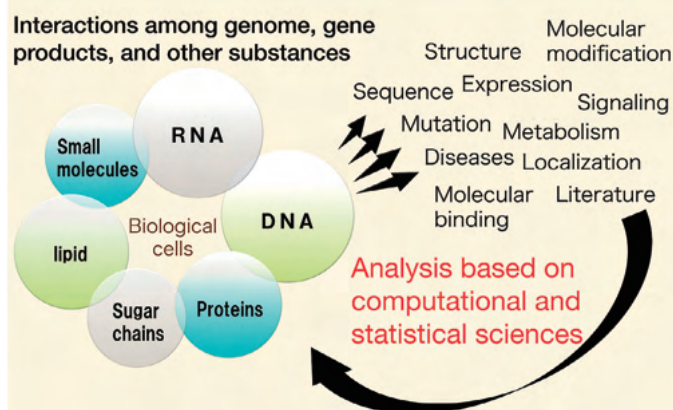 Interactions among genome, gene
products, and other substances
Molecular
modification
Structure
Expression
Sequence
Signaling
Mutation
Metabolism
Diseases
Localization
Molecular
binding
Literature
RNA
Small
molecules
DNA
Biological
cells
lipid
Sugar
chains
Proteins
Analysis based on
computational and
statistical sciences